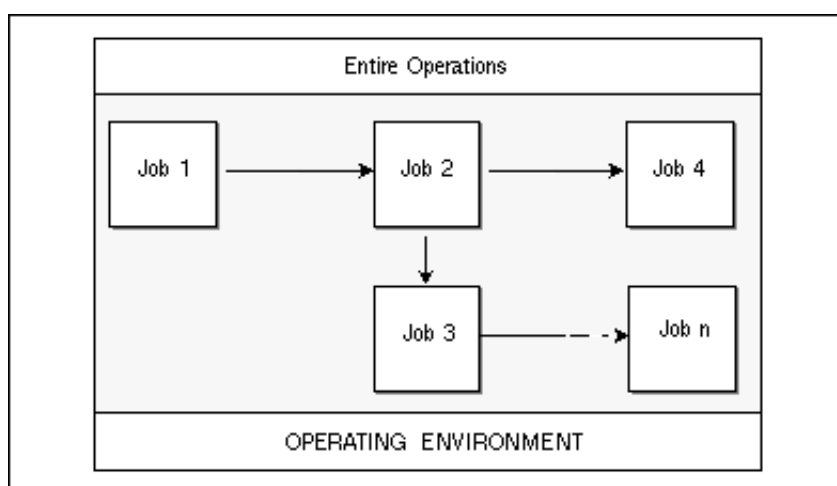 Entire Operations
Job 1
Job 2
Job 4
Job 3
Job n
OPERATING ENVIRONMENT